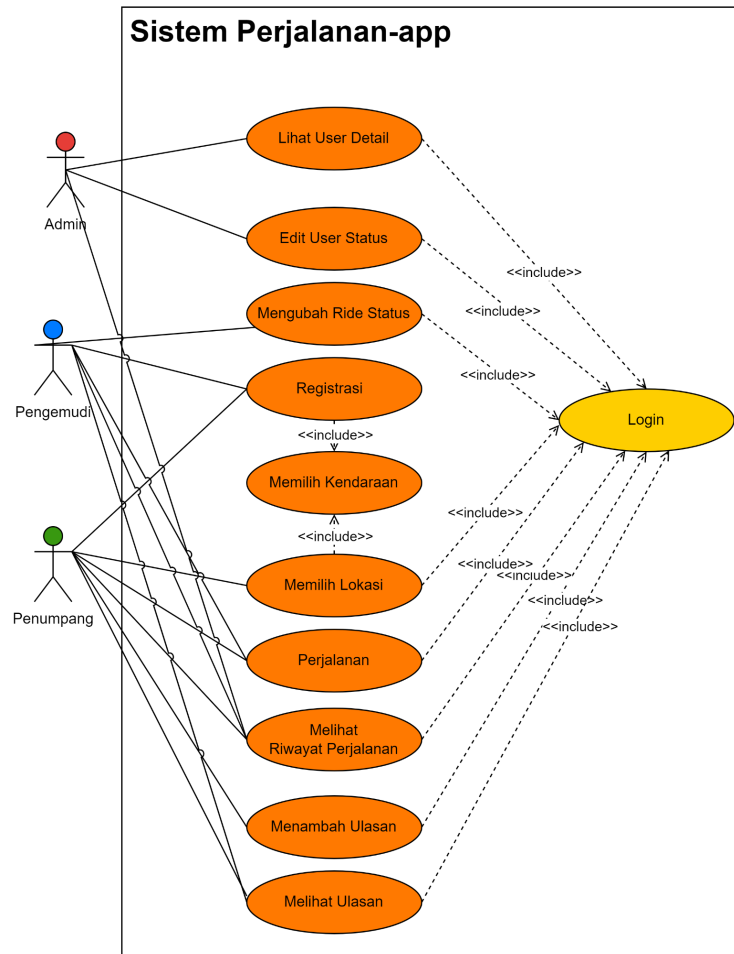 Sistem Perjalanan-app
Lihat User Detail
Admin
Edit User Status
<<include>>
<<include>>
Mengubah Ride Status
Pengemudi
<<include>>
Registrasi
Login
<<include>>
Memilih Kendaraan
<<include>>
<<include>>
Penumpang
Memilih Lokasi
<<include>>
<<include>>
<<include>>
<<include>>
Perjalanan
Melihat
Riwayat Perjalanan
Menambah Ulasan
Melihat Ulasan